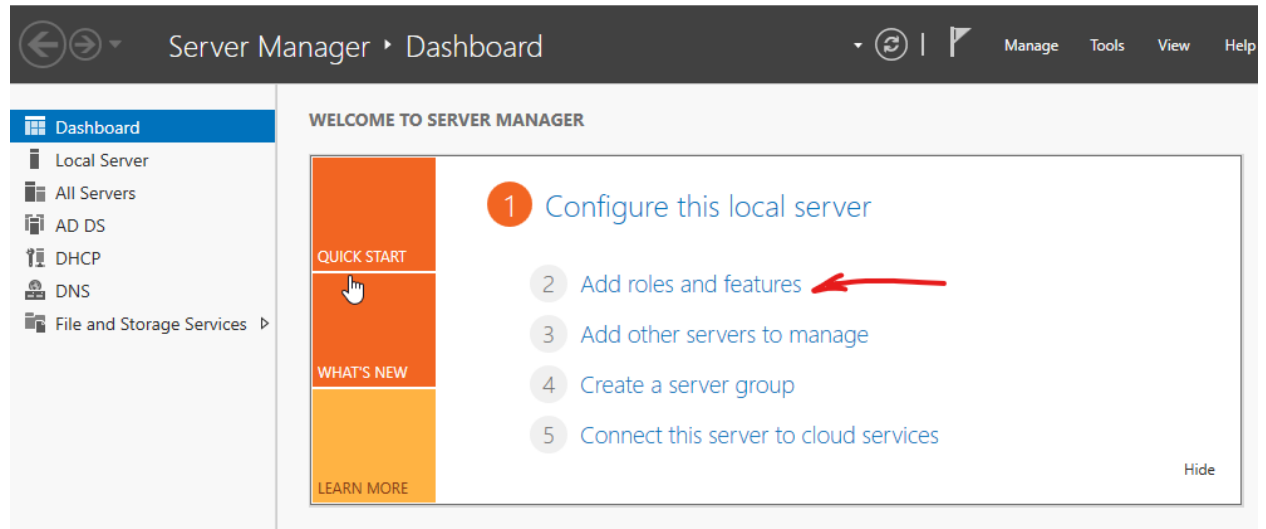 Server Manager ‣ Dashboard
Manage Tools View Help
Dashboard
Local Server
All Servers
AD DS
DHCP
DNS
File and Storage Services
WELCOME TO SERVER MANAGER
QUICK START
WHAT'S NEW
LEARN MORE
1 Configure this local server
2 Add roles and features
3 Add other servers to manage
4 Create a server group
5 Connect this server to cloud services
Hide